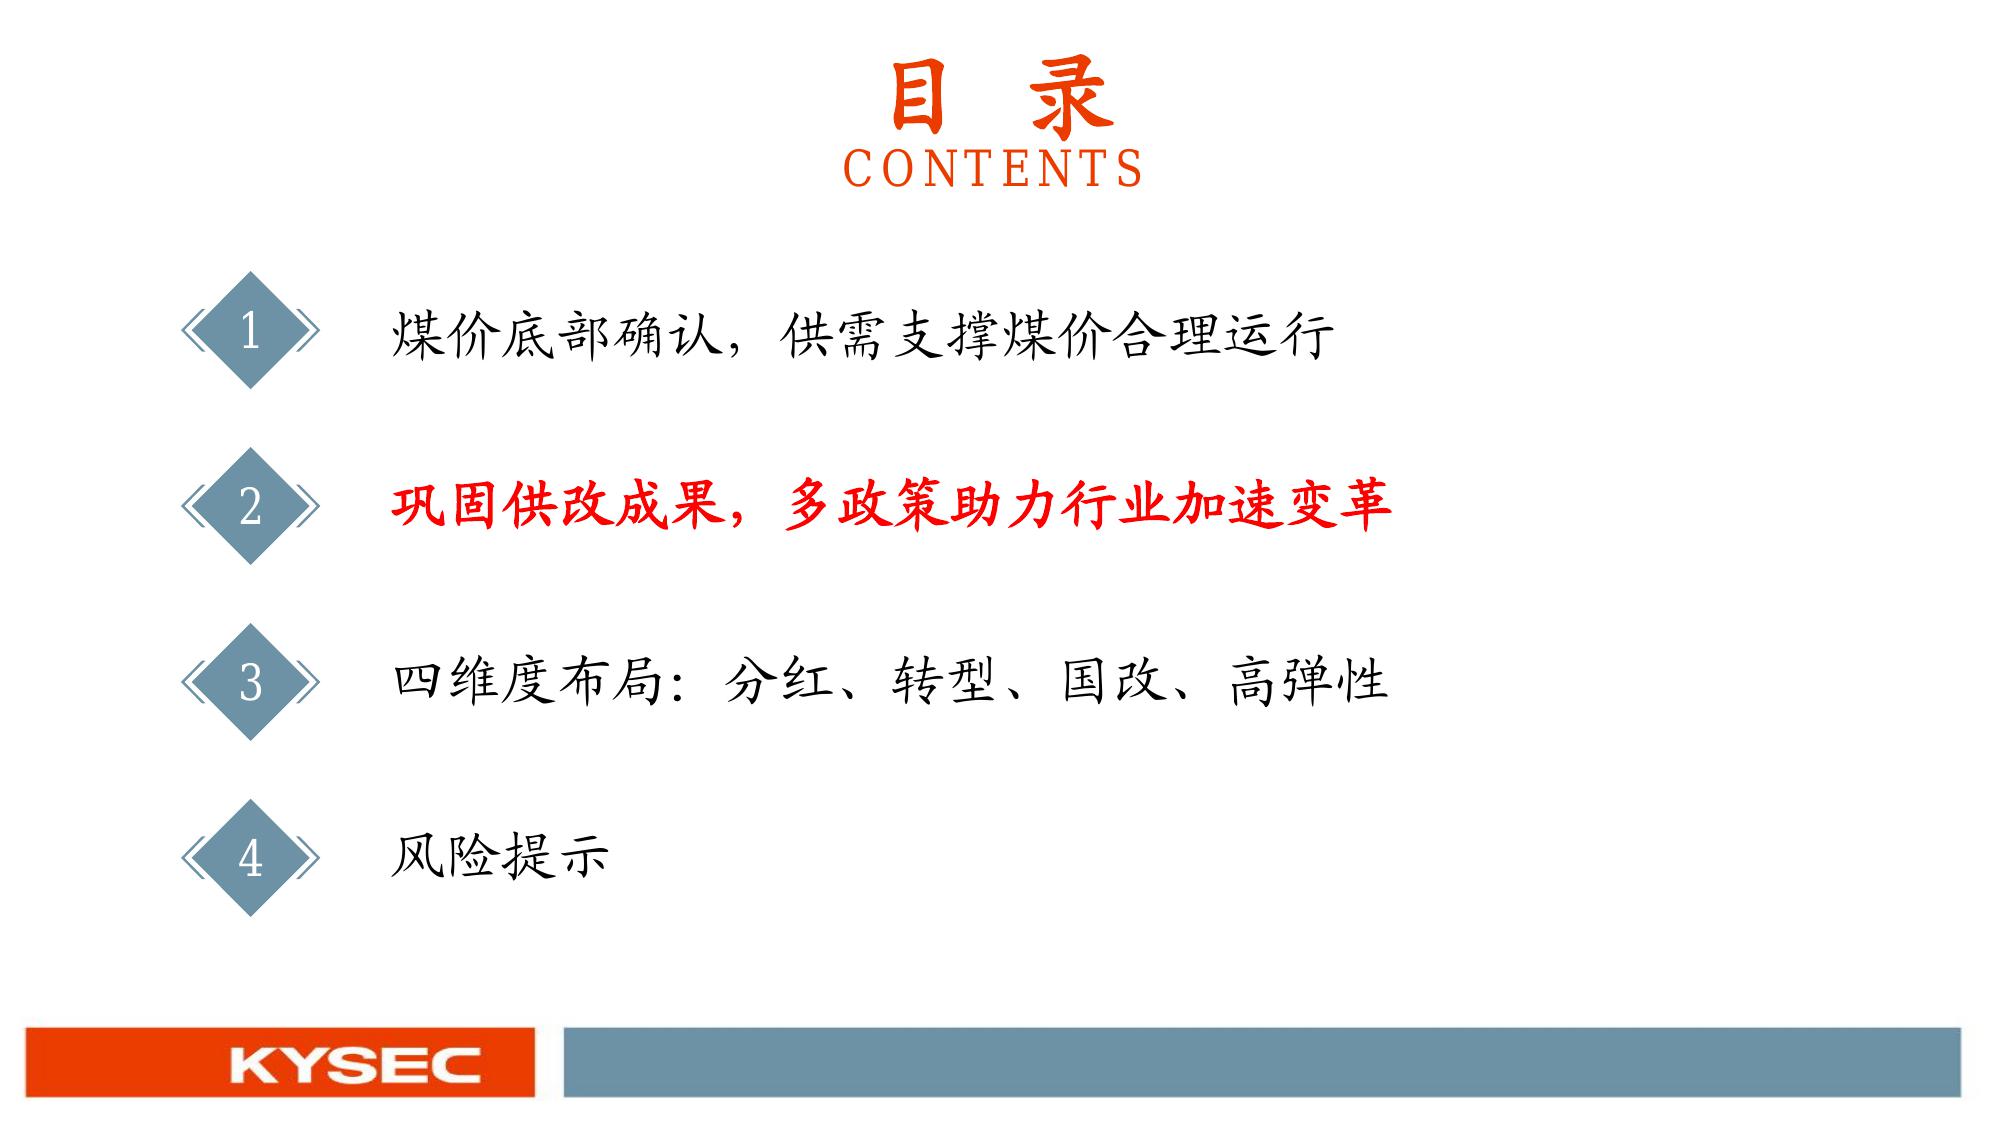 目 录
CONTENTS
1 煤价底部确认，供需支撑煤价合理运行
2 巩固供改成果，多政策助力行业加速变革
3 四维度布局：分红、转型、国改、高弹性
4 风险提示
KYSEC